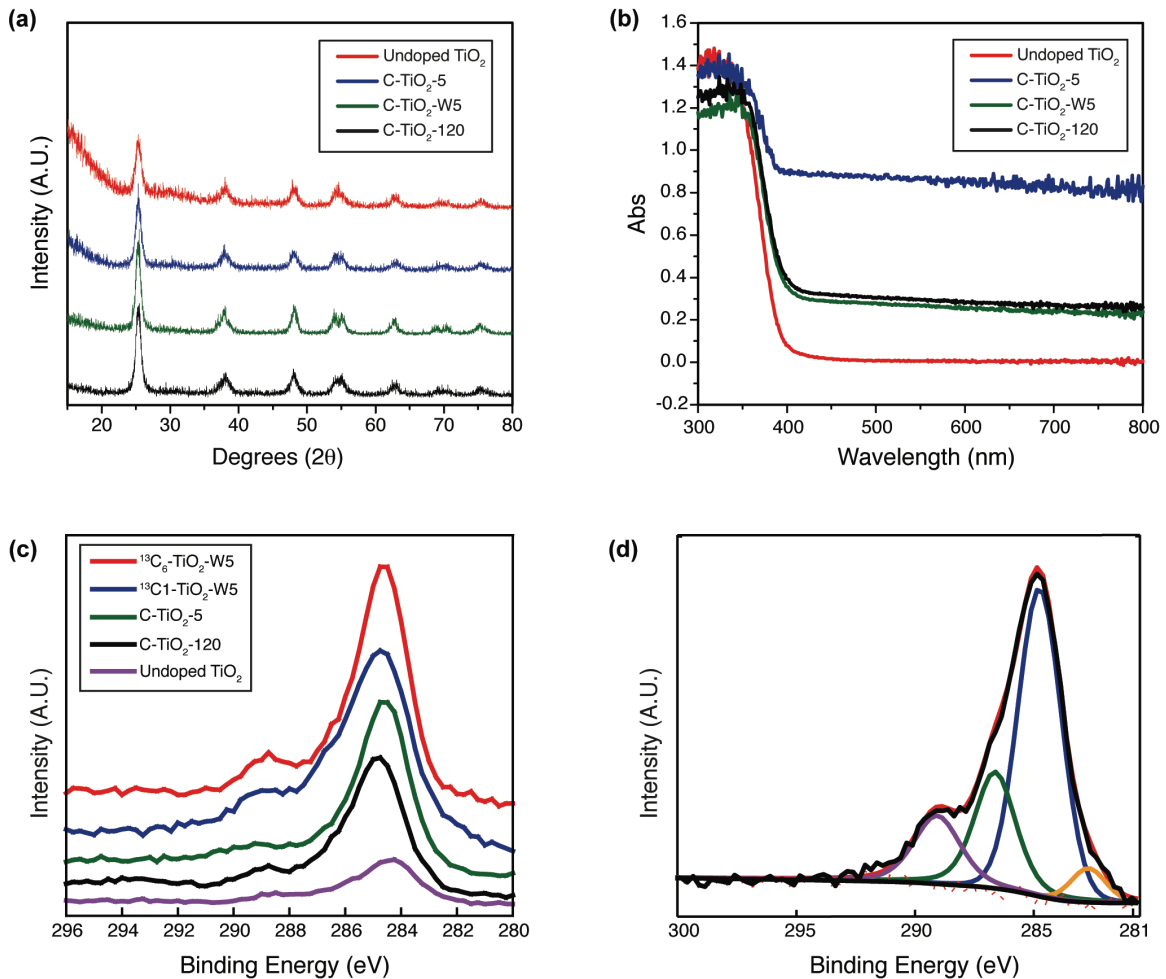 (a)
Undoped TiO₂
C-TiO₂-5
C-TiO₂-W5
C-TiO₂-120
Intensity (A.U.)
20 30 40 50 60 70 80
Degrees (2θ)
(b)
1.6
1.4
1.2
1.0
0.8
0.6
0.4
0.2
0.0
-0.2
Abs
Undoped TiO₂
C-TiO₂-5
C-TiO₂-W5
C-TiO₂-120
300 400 500 600 700 800
Wavelength (nm)
(c)
¹³C₆-TiO₂-W5
¹³C1-TiO₂-W5
C-TiO₂-5
C-TiO₂-120
Undoped TiO₂
Intensity (A.U.)
296 294 292 290 288 286 284 282 280
Binding Energy (eV)
(d)
Intensity (A.U.)
300 295 290 285 281
Binding Energy (eV)